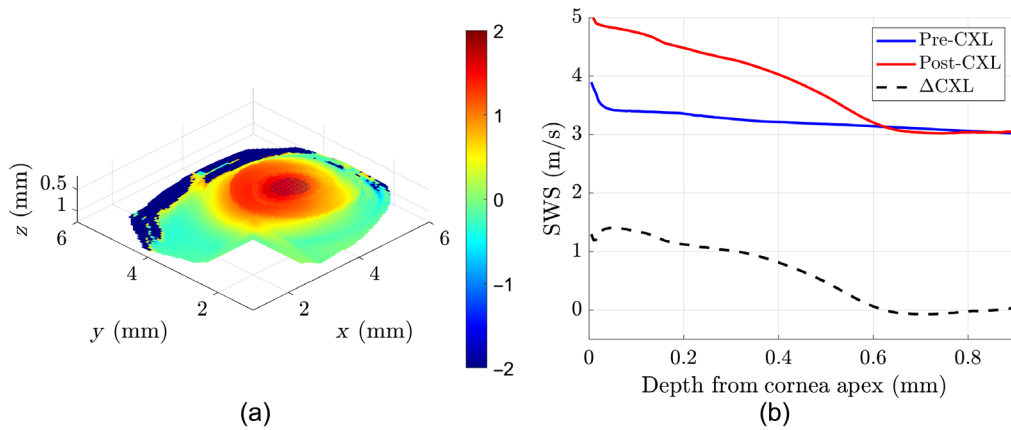 2
1
0
−1
−2
z (mm)
0.5
1
6
4
2
y (mm)
2
4
6
x (mm)
(a)
5
4
3
2
1
0
SWS (m/s)
Pre-CXL
Post-CXL
ΔCXL
0 0.2 0.4 0.6 0.8
Depth from cornea apex (mm)
(b)